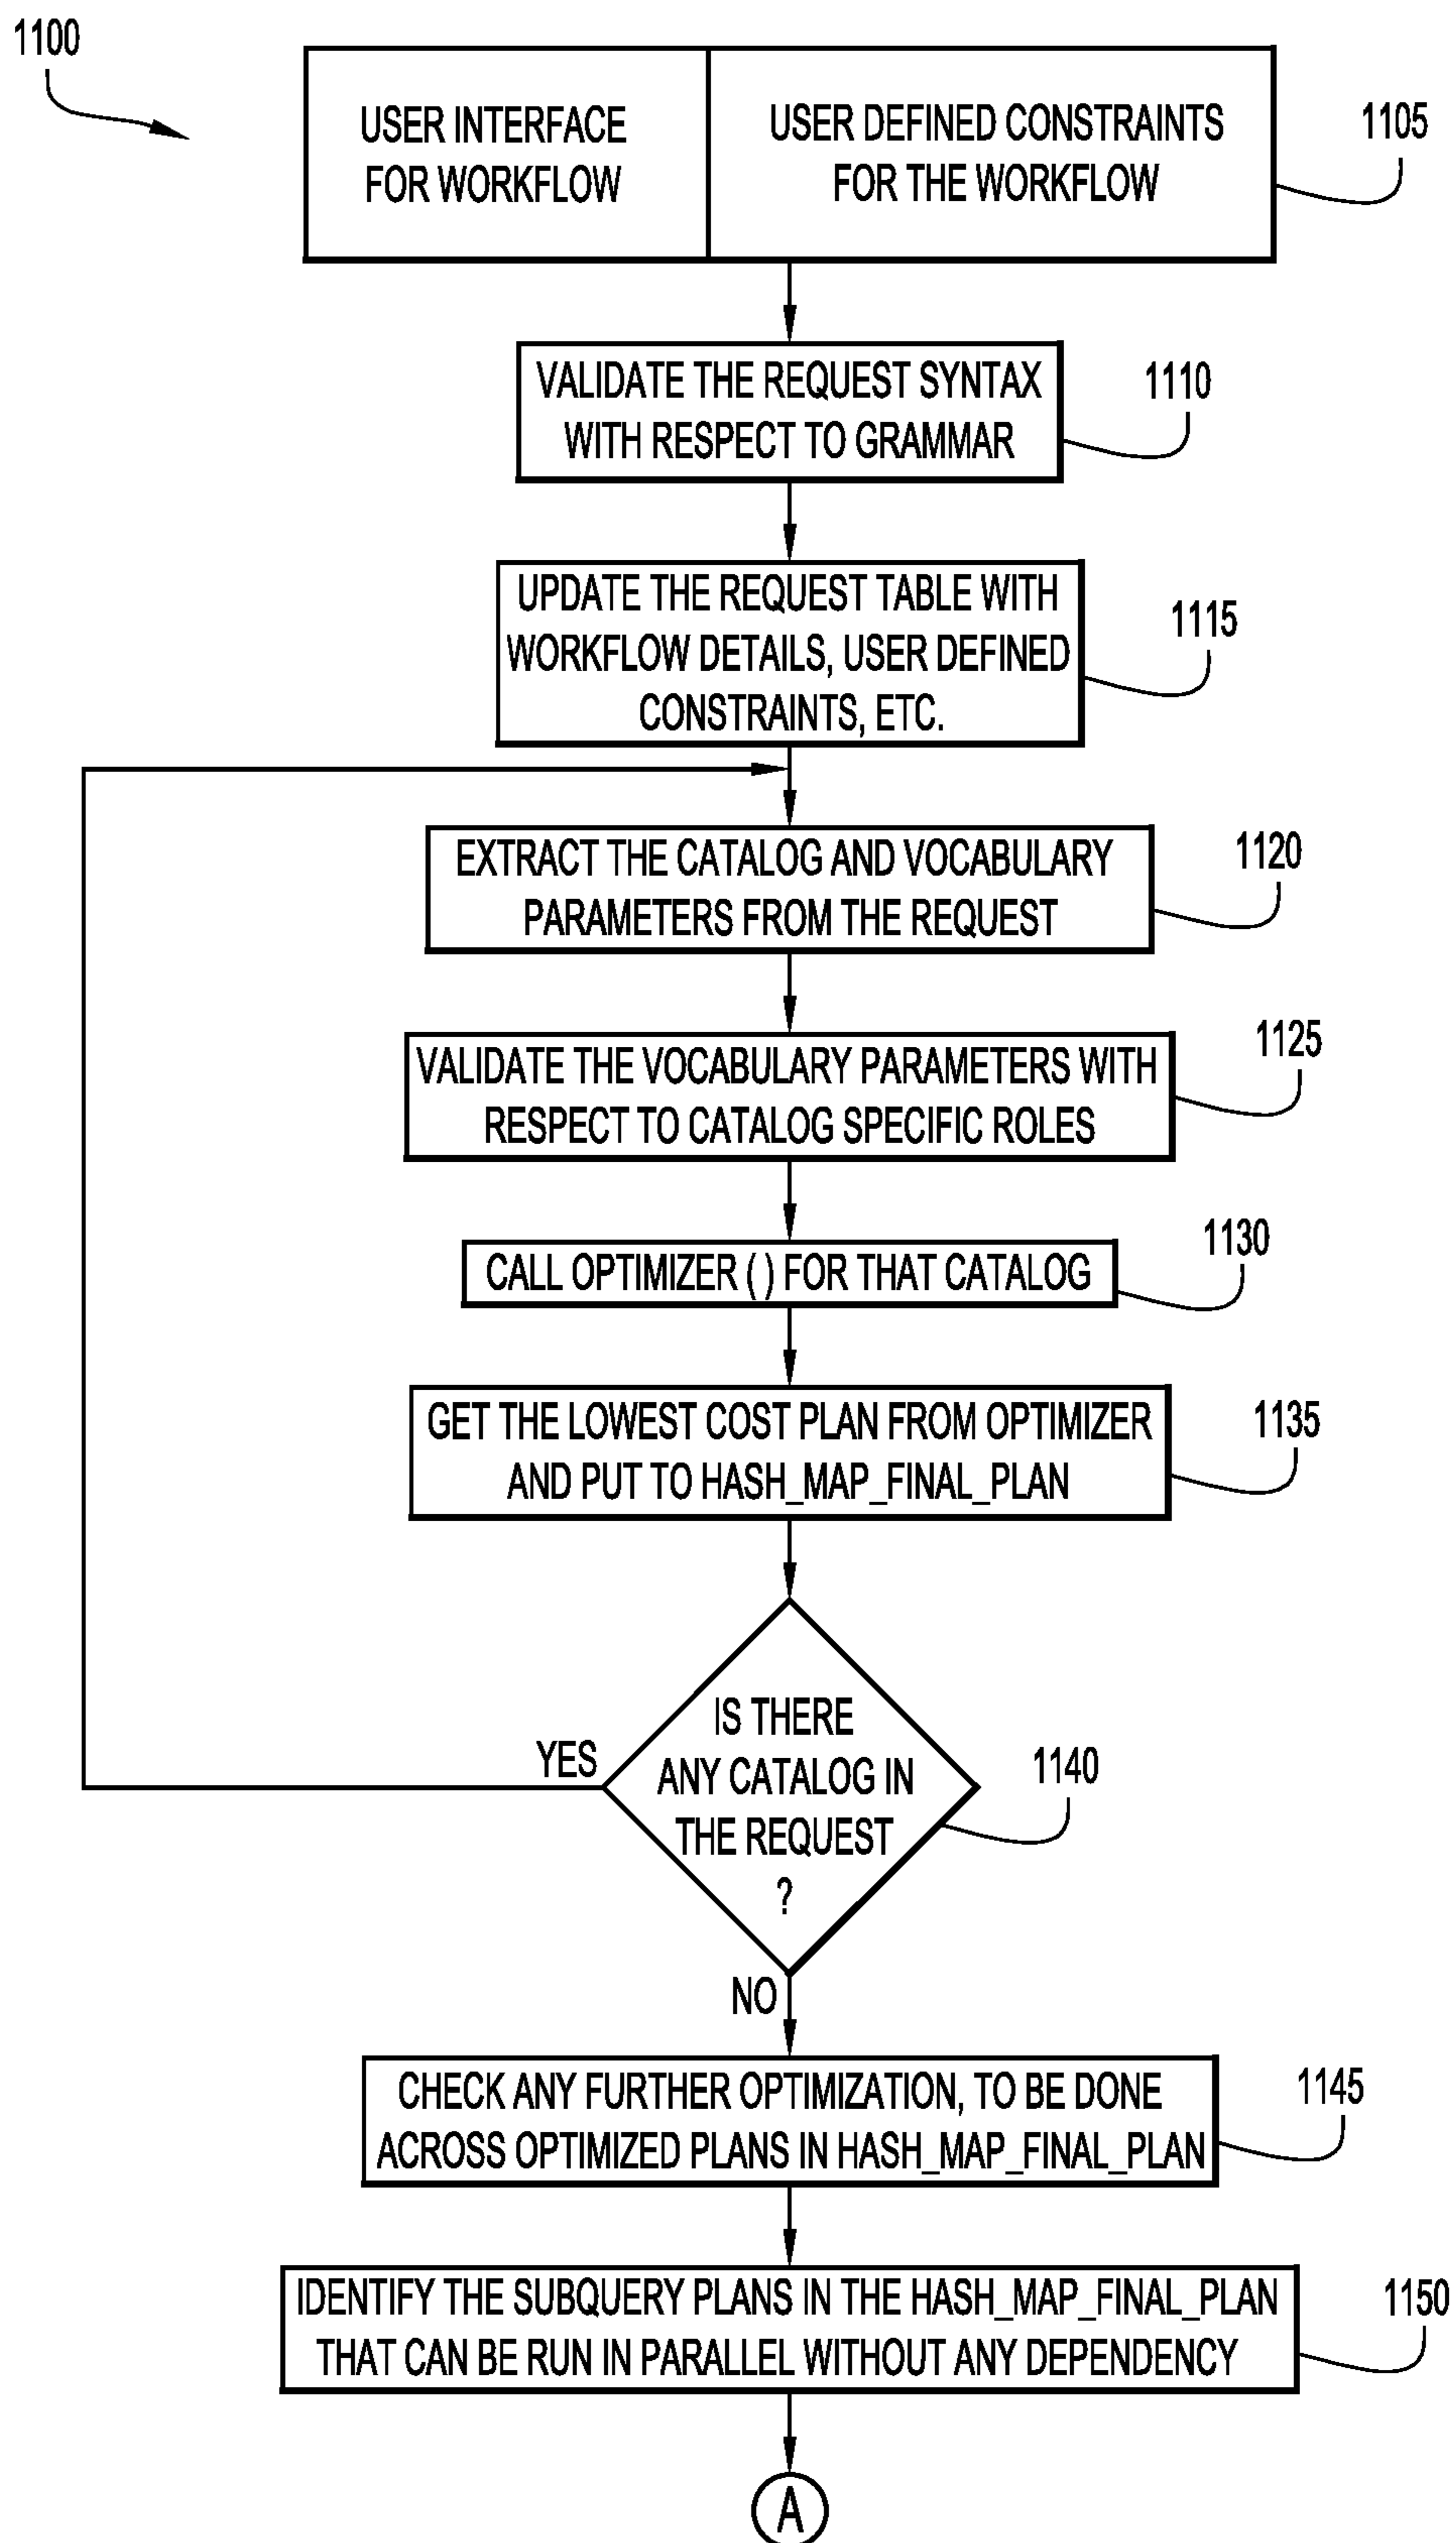 1100
USER INTERFACE
FOR WORKFLOW
USER DEFINED CONSTRAINTS
FOR THE WORKFLOW
1105
VALIDATE THE REQUEST SYNTAX
WITH RESPECT TO GRAMMAR
1110
UPDATE THE REQUEST TABLE WITH
WORKFLOW DETAILS, USER DEFINED
CONSTRAINTS, ETC.
1115
EXTRACT THE CATALOG AND VOCABULARY
PARAMETERS FROM THE REQUEST
1120
VALIDATE THE VOCABULARY PARAMETERS WITH
RESPECT TO CATALOG SPECIFIC ROLES
1125
CALL OPTIMIZER ( ) FOR THAT CATALOG
1130
GET THE LOWEST COST PLAN FROM OPTIMIZER
AND PUT TO HASH_MAP_FINAL_PLAN
1135
IS THERE
ANY CATALOG IN
THE REQUEST
?
YES
1140
NO
CHECK ANY FURTHER OPTIMIZATION, TO BE DONE
ACROSS OPTIMIZED PLANS IN HASH_MAP_FINAL_PLAN
1145
IDENTIFY THE SUBQUERY PLANS IN THE HASH_MAP_FINAL_PLAN
THAT CAN BE RUN IN PARALLEL WITHOUT ANY DEPENDENCY
1150
A